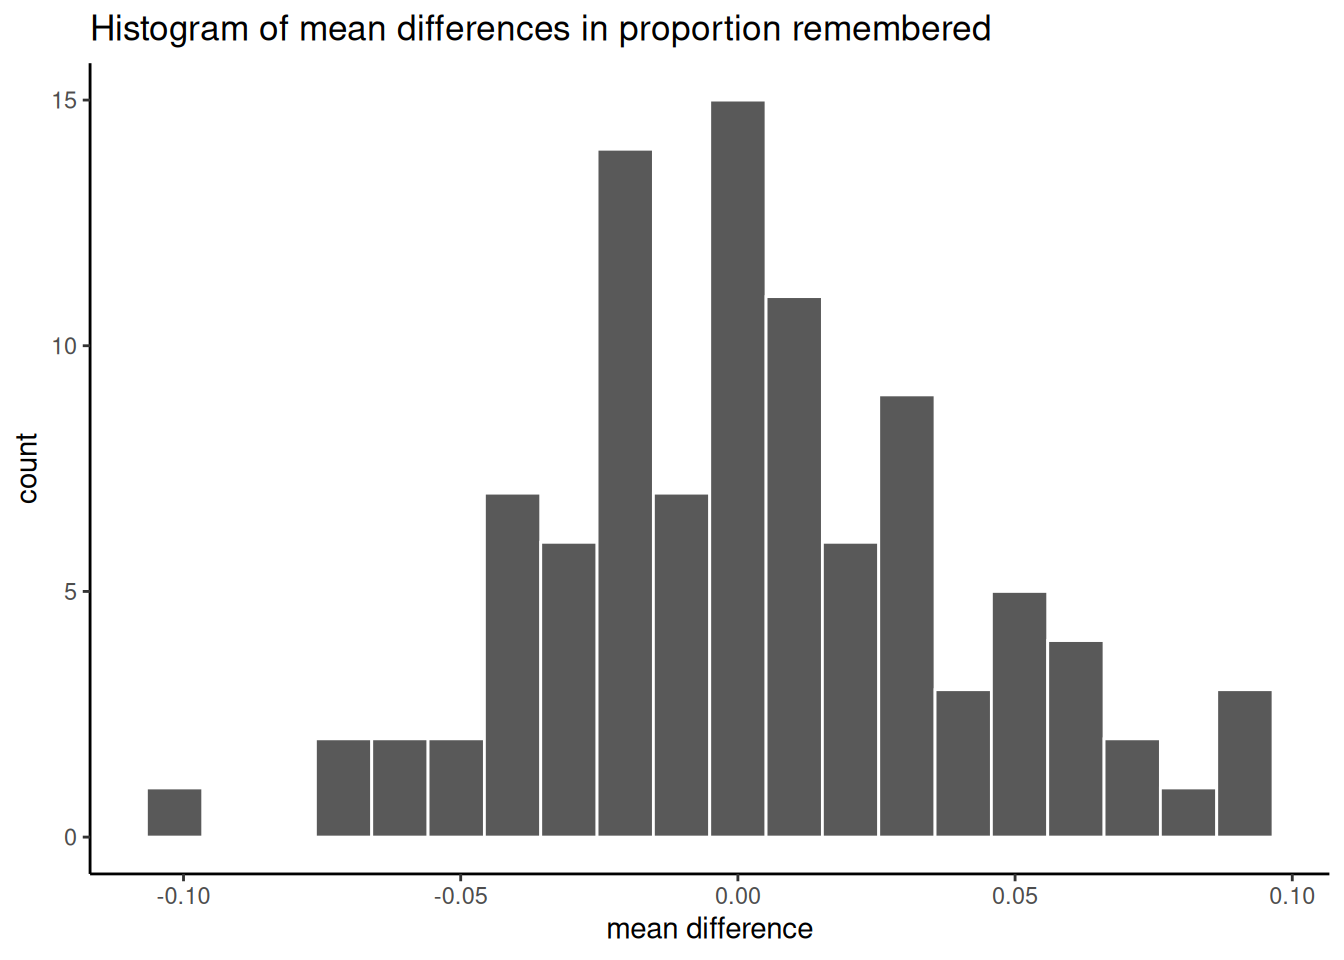 Histogram of mean differences in proportion remembered
15
10
5
0
count
-0.10 -0.05 0.00 0.05 0.10
mean difference